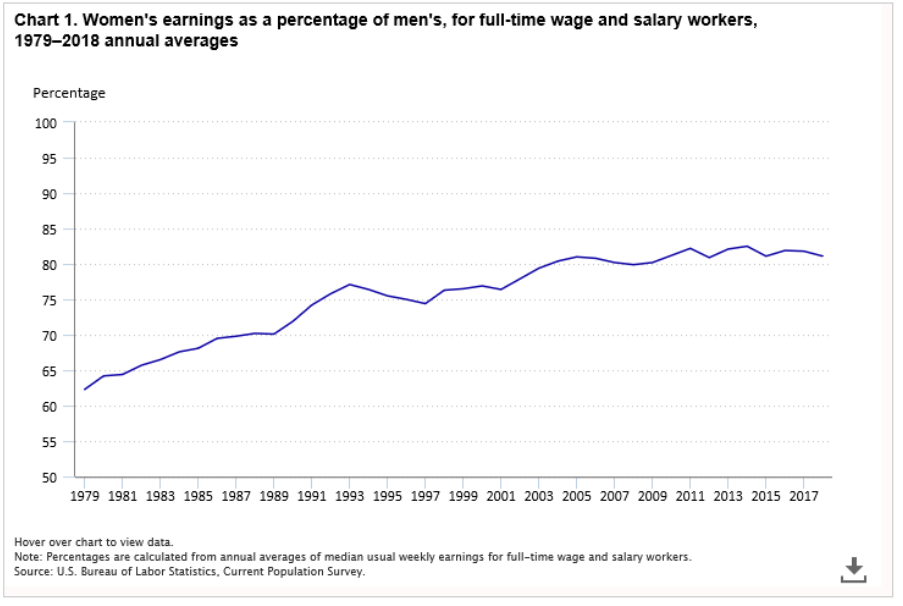 Chart 1. Women's earnings as a percentage of men's, for full-time wage and salary workers,
1979–2018 annual averages
Percentage
100
95
90
85
80
75
70
65
60
55
50
1979 1981 1983 1985 1987 1989 1991 1993 1995 1997 1999 2001 2003 2005 2007 2009 2011 2013 2015 2017
Hover over chart to view data.
Note: Percentages are calculated from annual averages of median usual weekly earnings for full-time wage and salary workers.
Source: U.S. Bureau of Labor Statistics, Current Population Survey.